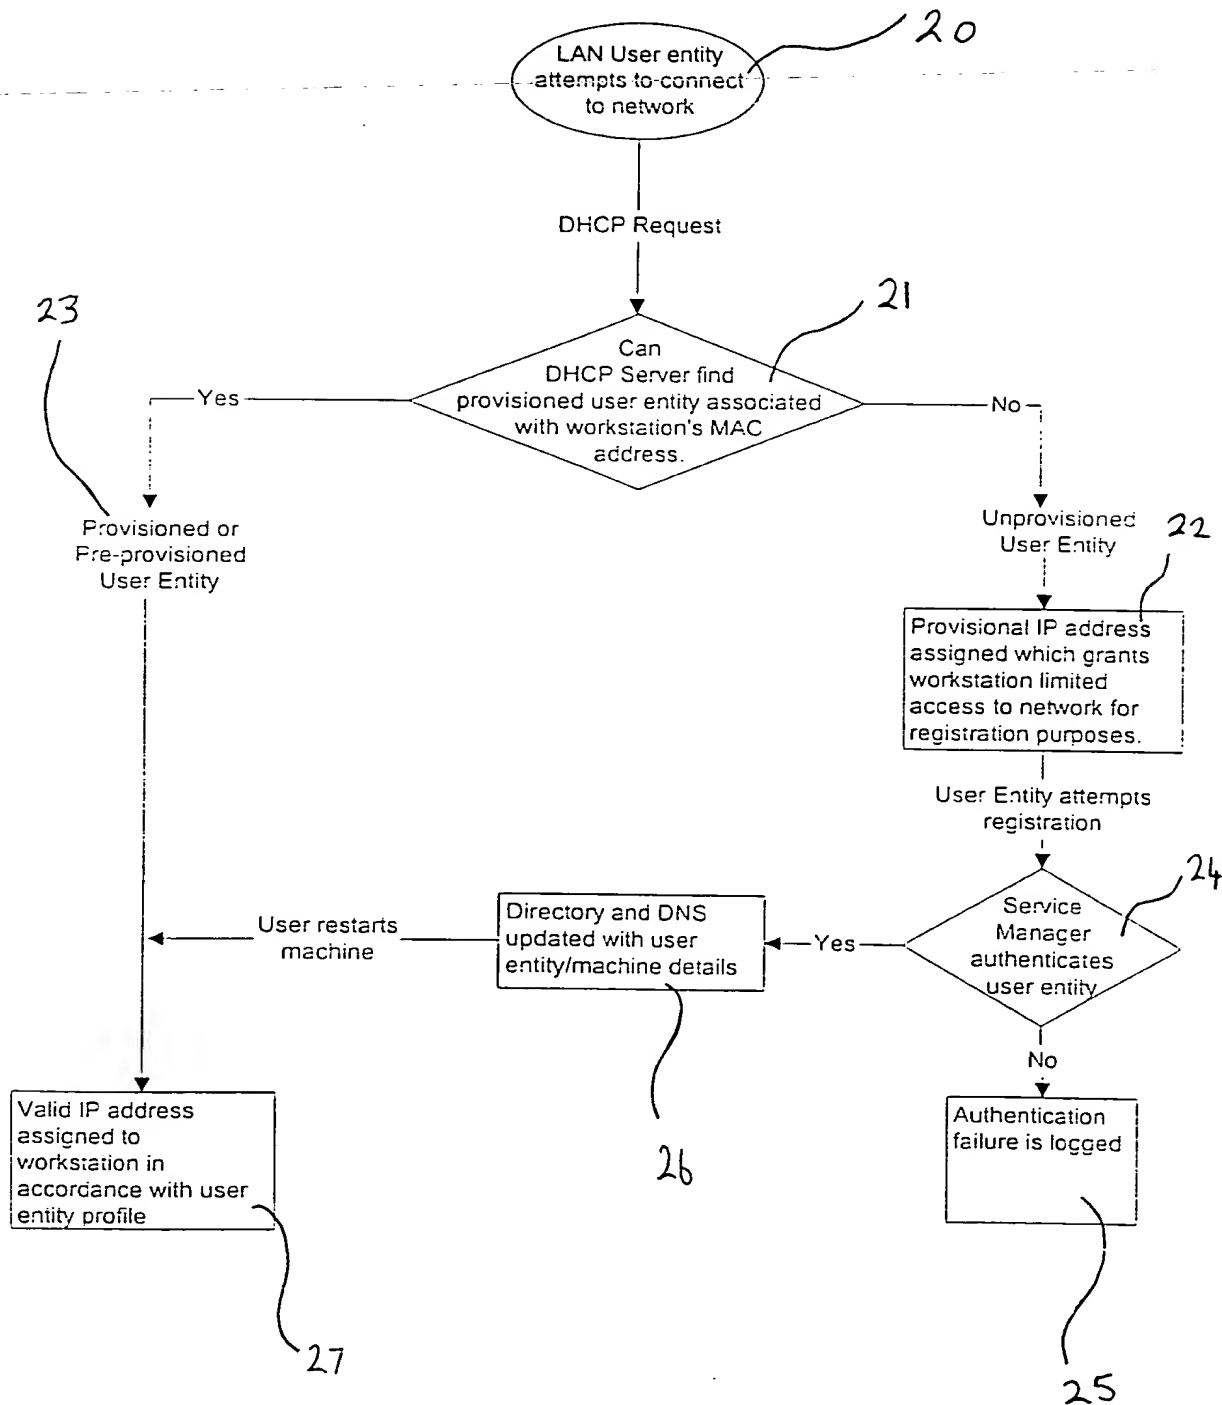 20
LAN User entity
attempts to connect
to network
DHCP Request
21
Can
DHCP Server find
provisioned user entity associated
with workstation's MAC
address.
Yes
No
23
Provisioned or
Pre-provisioned
User Entity
Unprovisioned
User Entity
22
Provisional IP address
assigned which grants
workstation limited
access to network for
registration purposes.
User Entity attempts
registration
24
Service
Manager
authenticates
user entity
Yes
Directory and DNS
updated with user
entity/machine details
User restarts
machine
26
No
Authentication
failure is logged
25
Valid IP address
assigned to
workstation in
accordance with user
entity profile
27